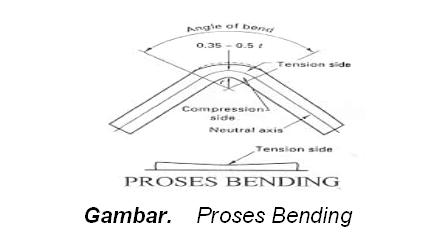 Angle of bend
0.35 - 0.5 t
Tension side
r
Compression
side
Neutral axis
Tension side
PROSES BENDING
Gambar. Proses Bending